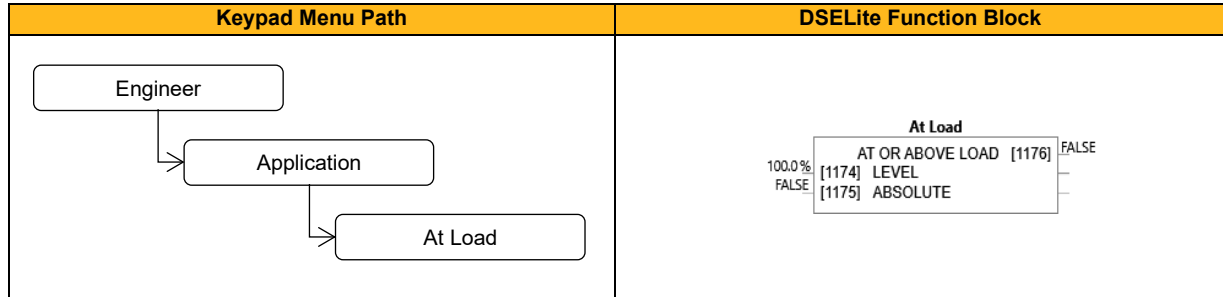 Keypad Menu Path
DSELite Function Block
Engineer
Application
At Load
At Load
AT OR ABOVE LOAD [1176] FALSE
100.0 % [1174] LEVEL
FALSE [1175] ABSOLUTE